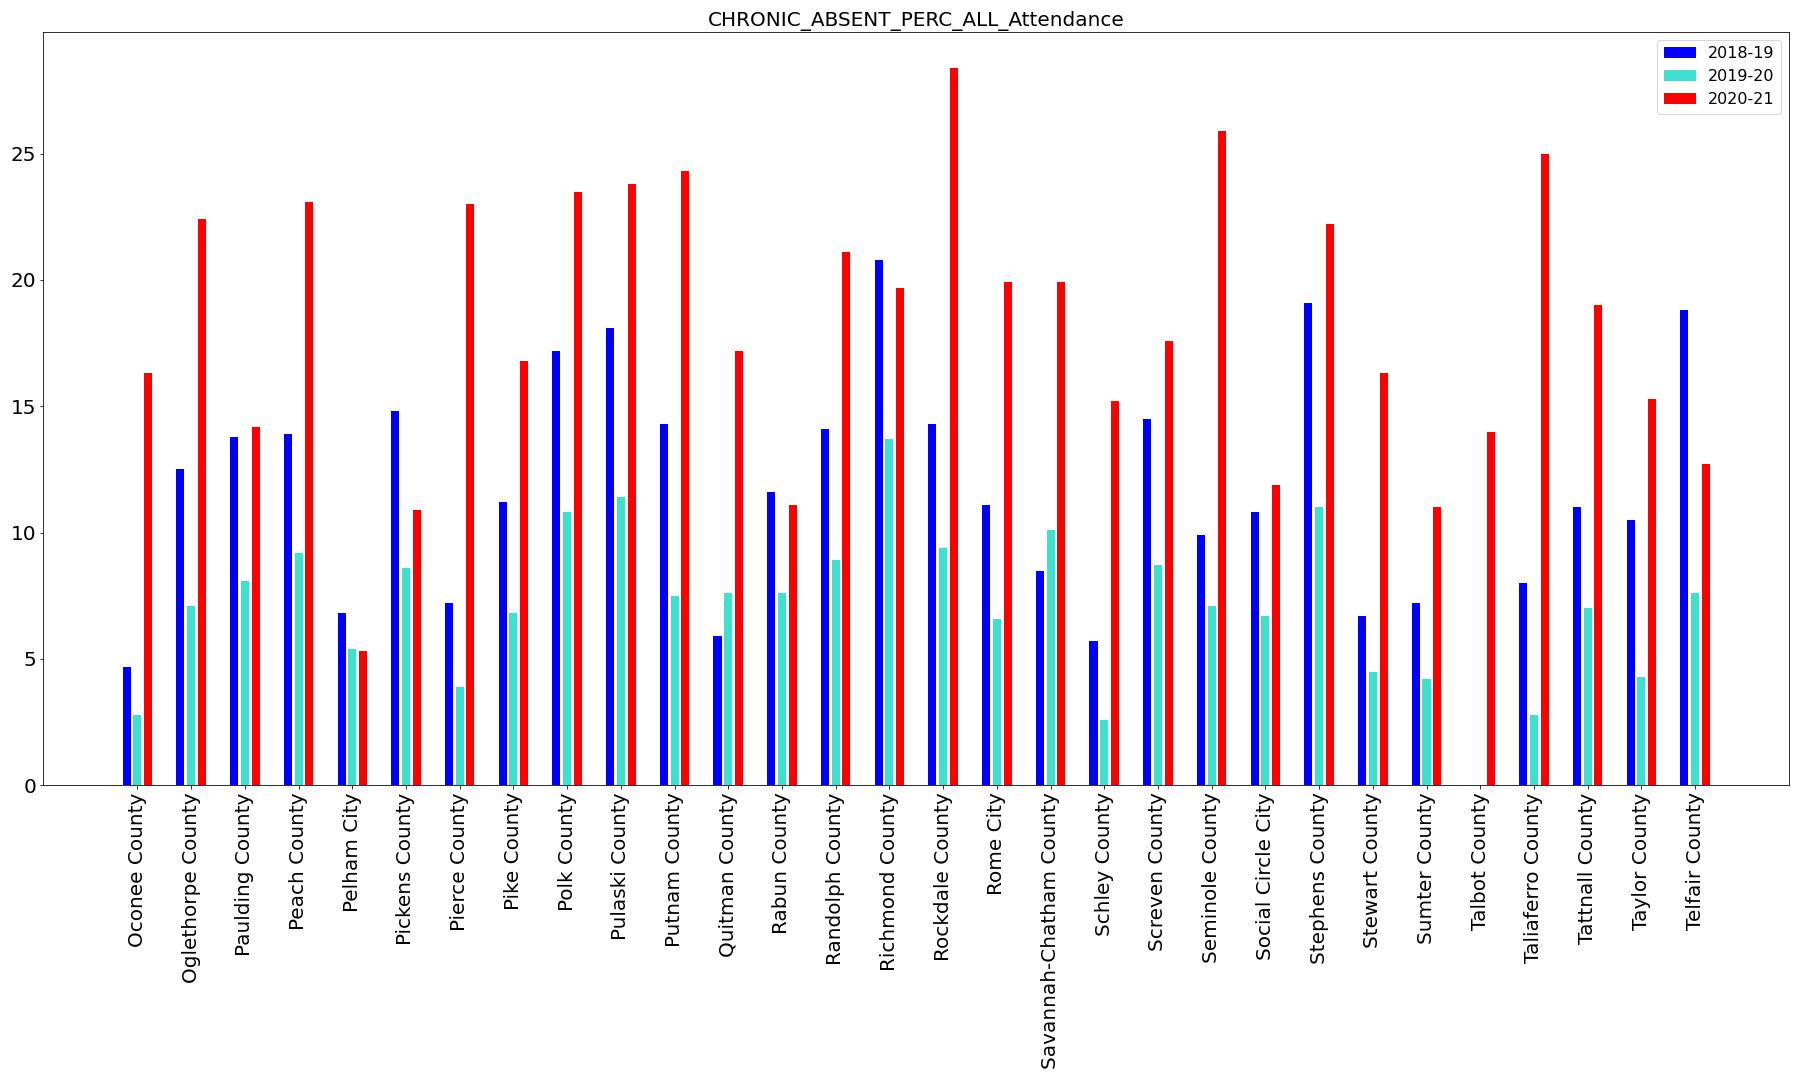 CHRONIC_ABSENT_PERC_ALL_Attendance
2018-19
2019-20
2020-21
25
20
15
10
5
0
Oconee County
Oglethorpe County
Paulding County
Peach County
Pelham City
Pickens County
Pierce County
Pike County
Polk County
Pulaski County
Putnam County
Quitman County
Rabun County
Randolph County
Richmond County
Rockdale County
Rome City
Savannah-Chatham County
Schley County
Screven County
Seminole County
Social Circle City
Stephens County
Stewart County
Sumter County
Talbot County
Taliaferro County
Tattnall County
Taylor County
Telfair County